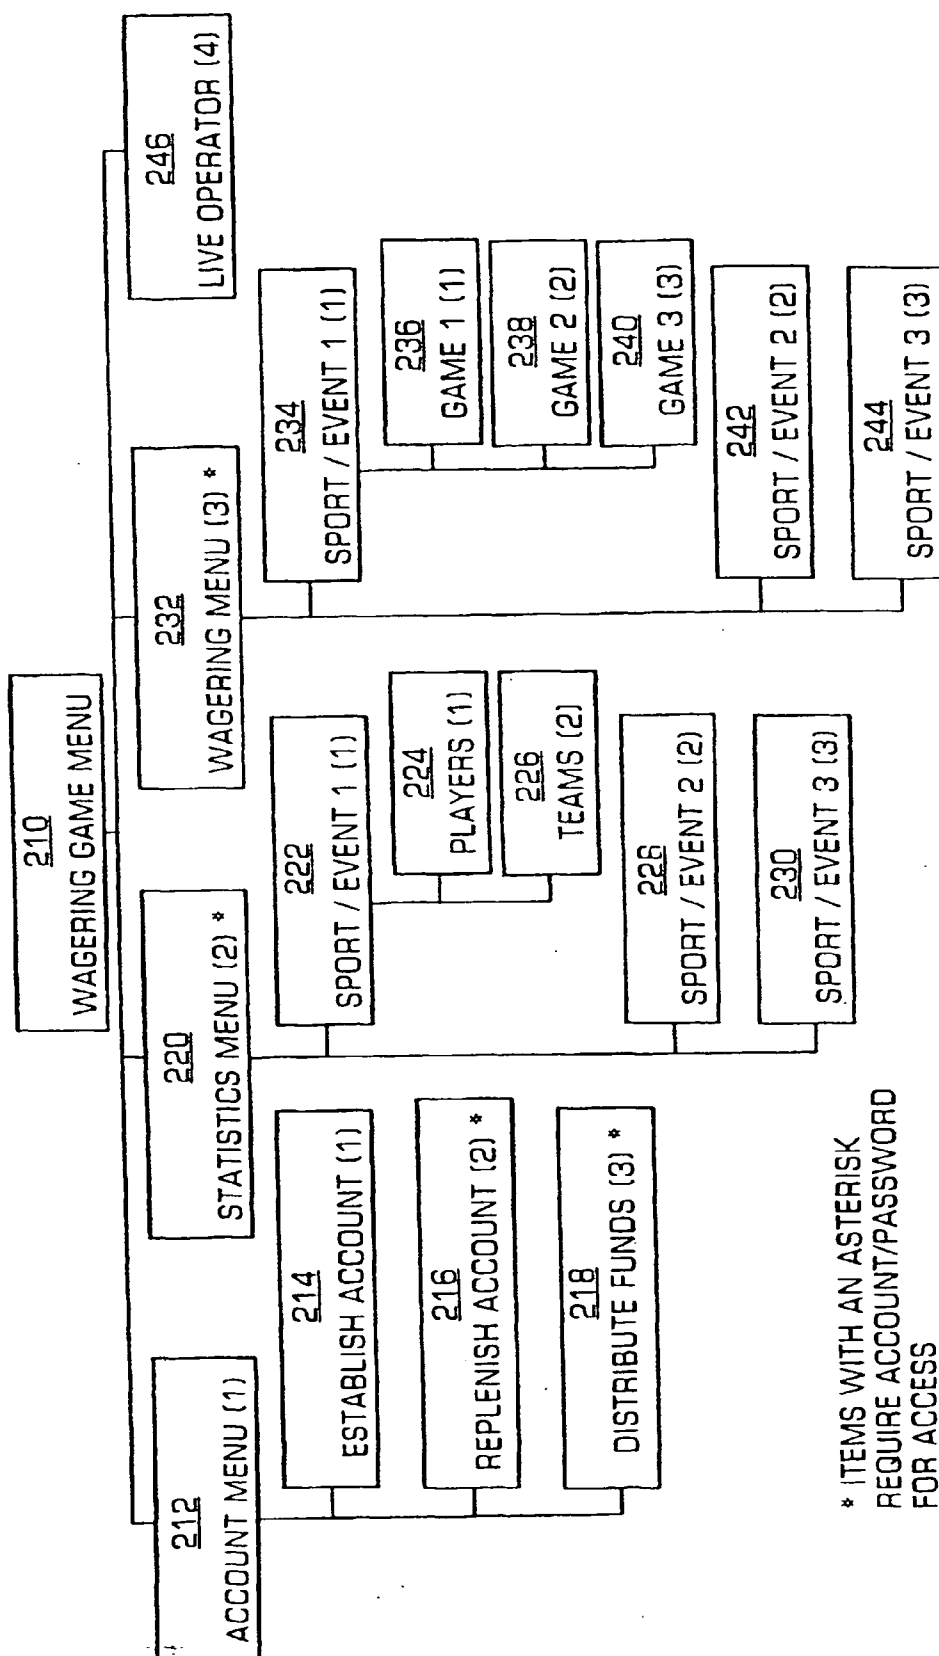 210
WAGERING GAME MENU
212
ACCOUNT MENU (1)
214
ESTABLISH ACCOUNT (1)
216
REPLENISH ACCOUNT (2) *
218
DISTRIBUTE FUNDS (3) *
220
STATISTICS MENU (2) *
222
SPORT / EVENT 1 (1)
224
PLAYERS (1)
226
TEAMS (2)
226
SPORT / EVENT 2 (2)
230
SPORT / EVENT 3 (3)
232
WAGERING MENU (3) *
234
SPORT / EVENT 1 (1)
236
GAME 1 (1)
238
GAME 2 (2)
240
GAME 3 (3)
242
SPORT / EVENT 2 (2)
244
SPORT / EVENT 3 (3)
246
LIVE OPERATOR (4)
* ITEMS WITH AN ASTERISK
REQUIRE ACCOUNT/PASSWORD
FOR ACCESS